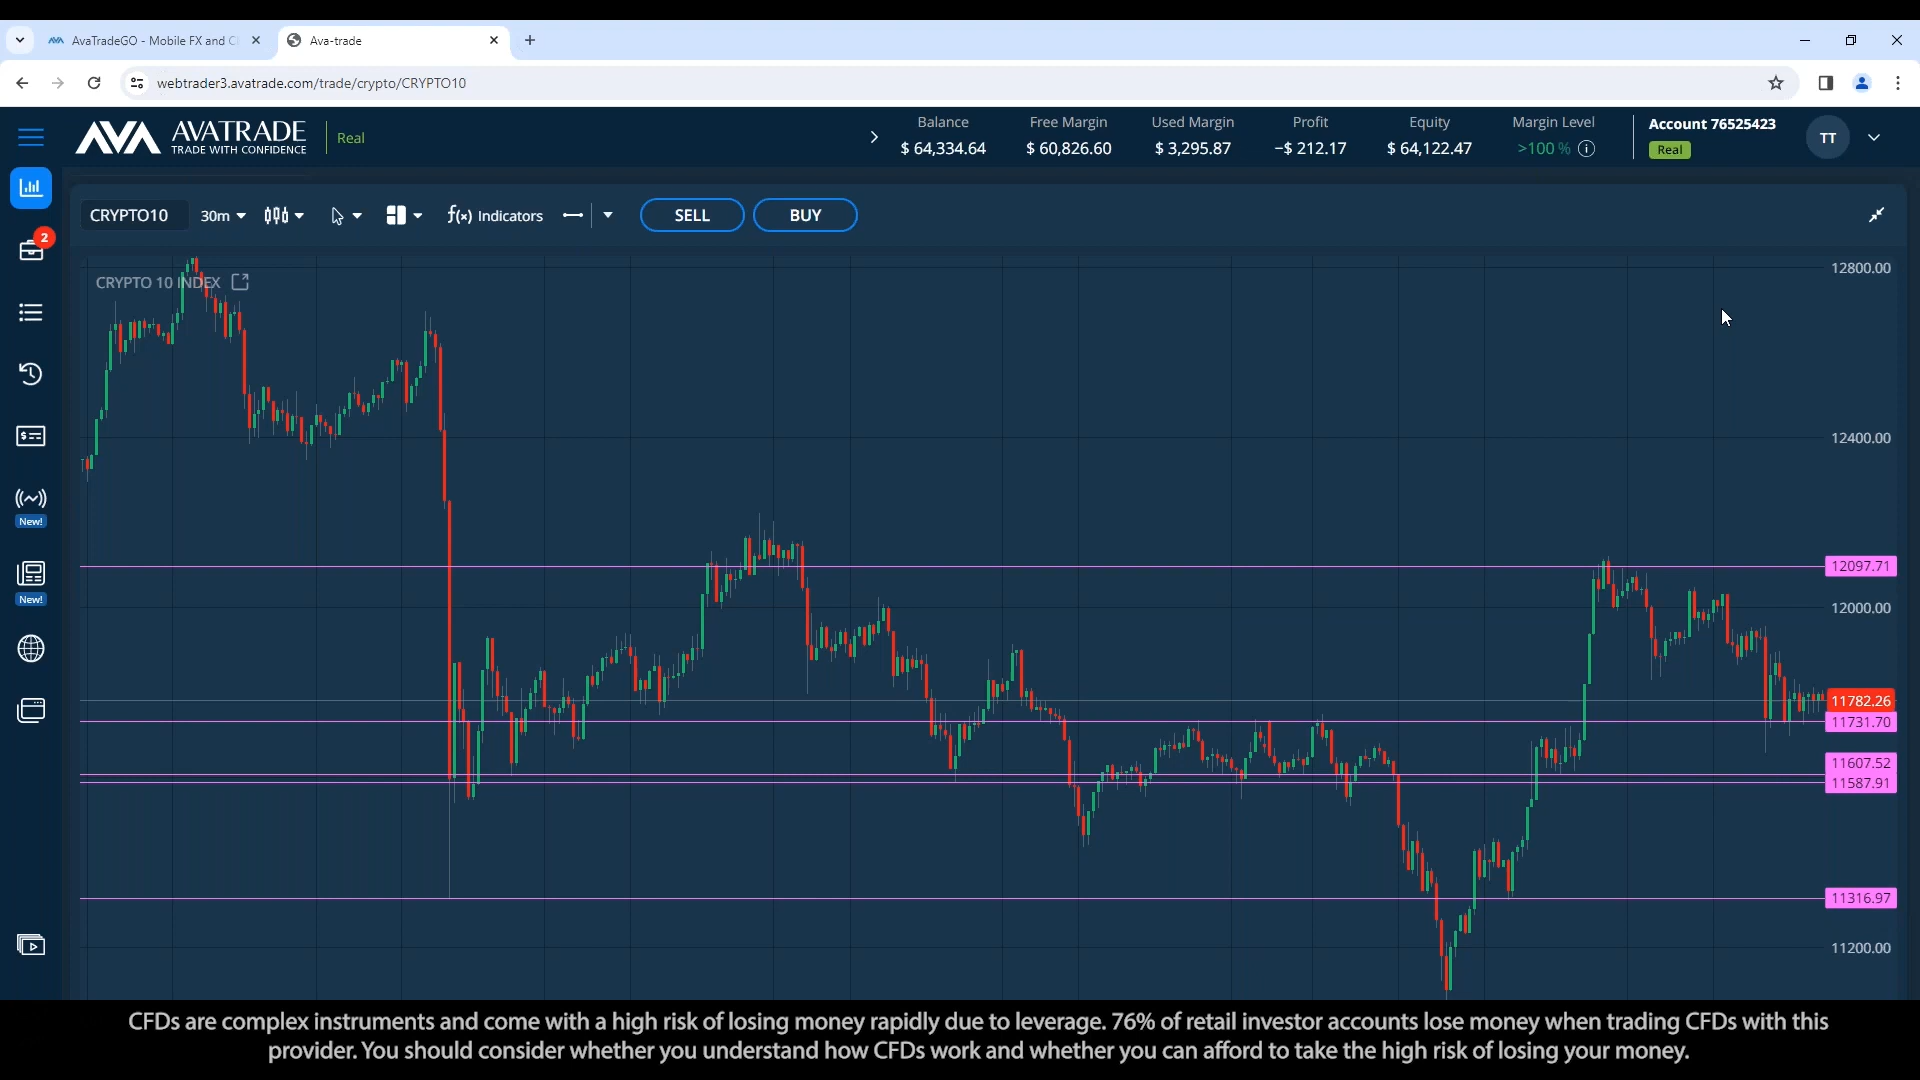 AvaTradeGO - Mobile FX and C
Ava-trade
webtrader3.avatrade.com/trade/crypto/CRYPTO10
AVA AVATRADE
TRADE WITH CONFIDENCE
Real
Balance
$ 64,334.64
Free Margin
$ 60,826.60
Used Margin
$ 3,295.87
Profit
-$ 212.17
Equity
$ 64,122.47
Margin Level
>100 %
Account 76525423
Real
TT
2
CRYPTO10
30m
f(x) Indicators
SELL
BUY
CRYPTO 10 INDEX
12800.00
12400.00
12097.71
12000.00
11782.26
11731.70
11607.52
11587.91
11316.97
11200.00
New!
New!
CFDs are complex instruments and come with a high risk of losing money rapidly due to leverage. 76% of retail investor accounts lose money when trading CFDs with this
provider. You should consider whether you understand how CFDs work and whether you can afford to take the high risk of losing your money.